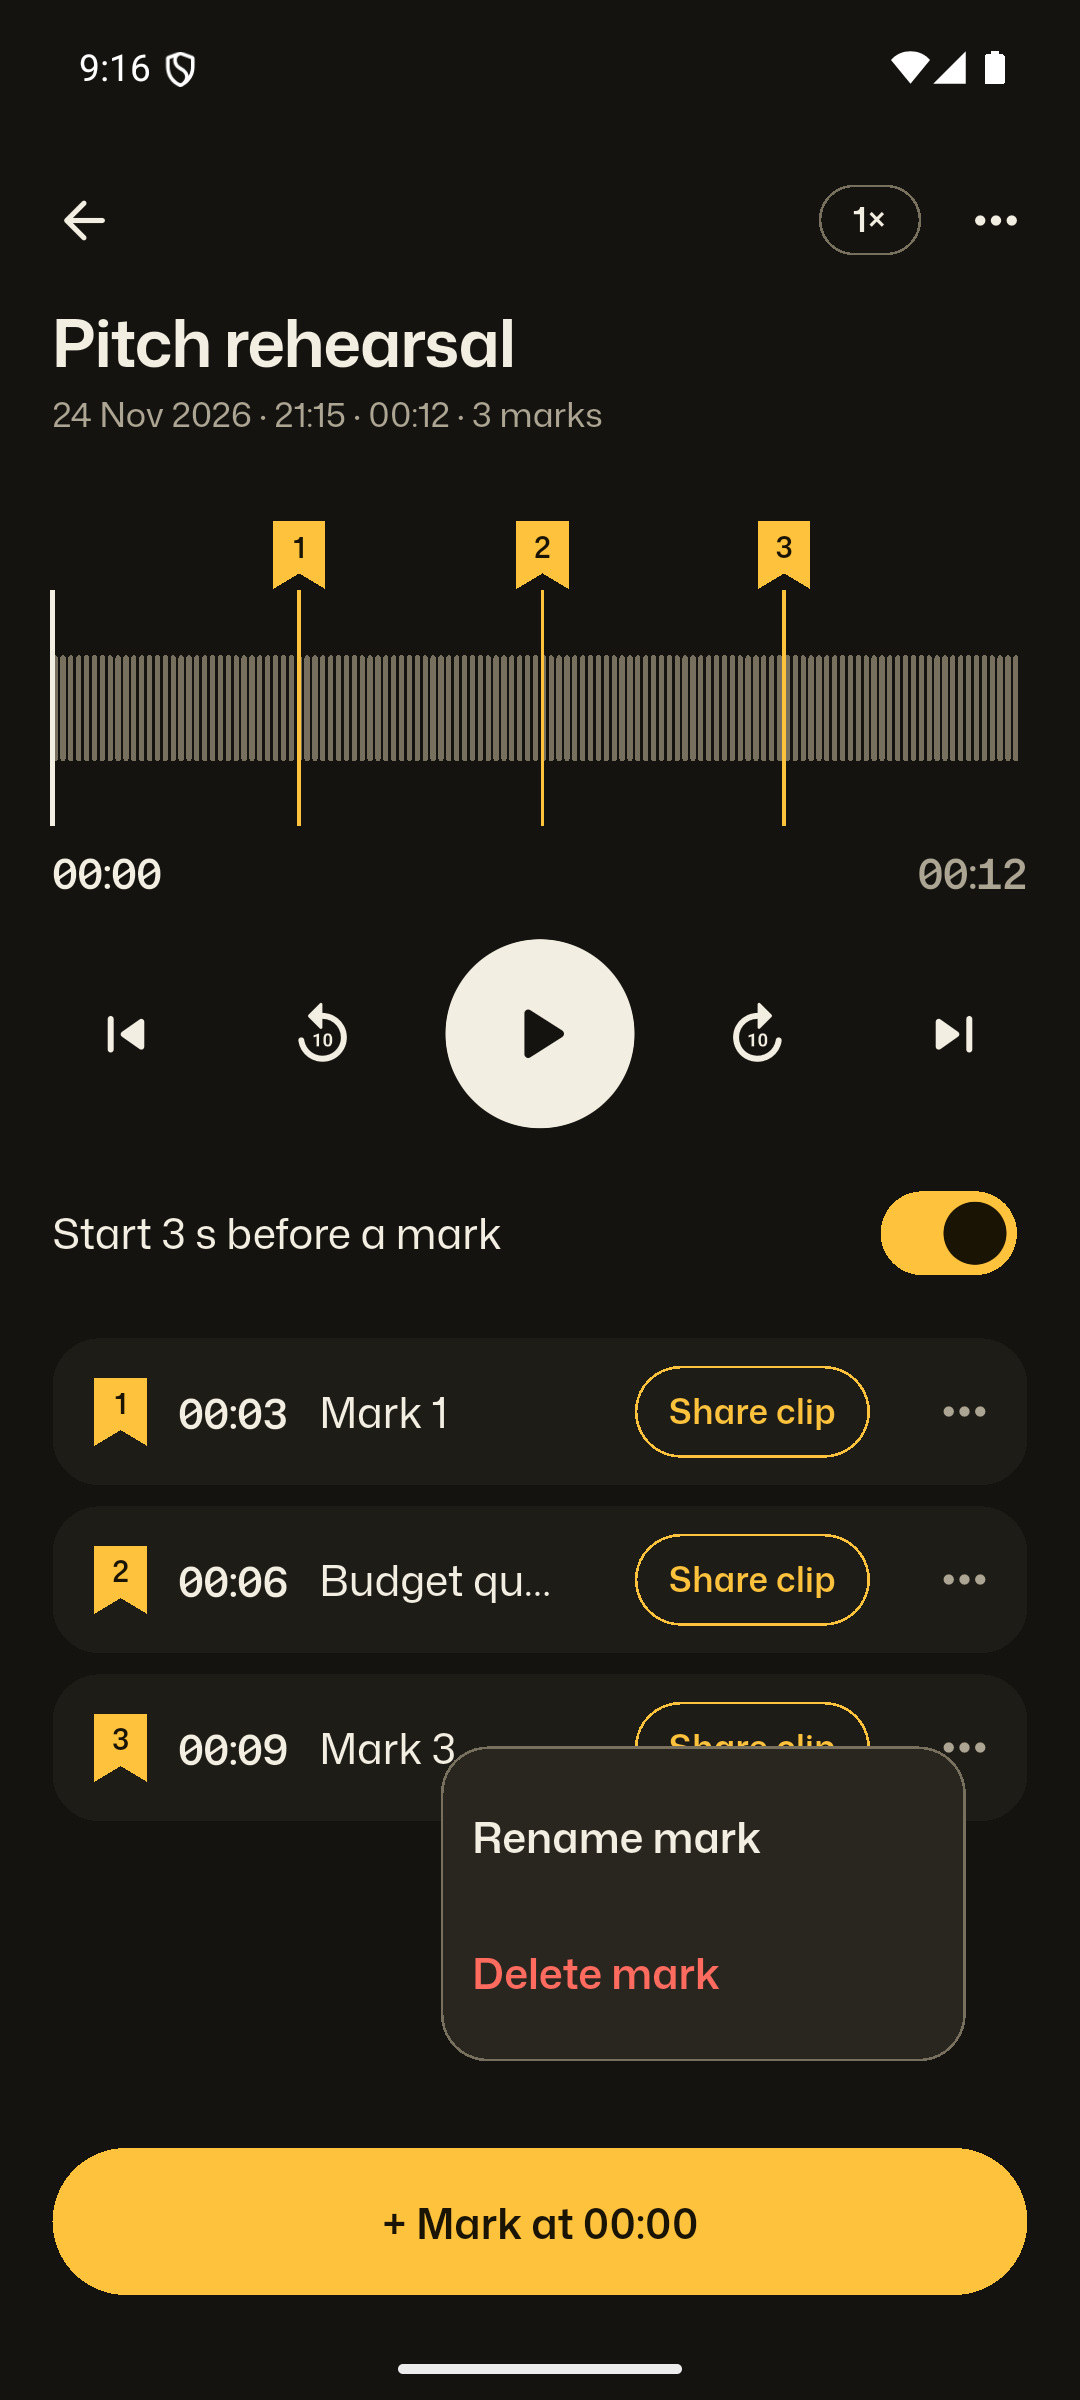 9:16
1×
Pitch rehearsal
24 Nov 2026 · 21:15 · 00:12 · 3 marks
1 2 3
00:00 00:12
10 10
Start 3 s before a mark
1 00:03 Mark 1 Share clip
2 00:06 Budget qu... Share clip
3 00:09 Mark 3 Share clip
Rename mark
Delete mark
+ Mark at 00:00